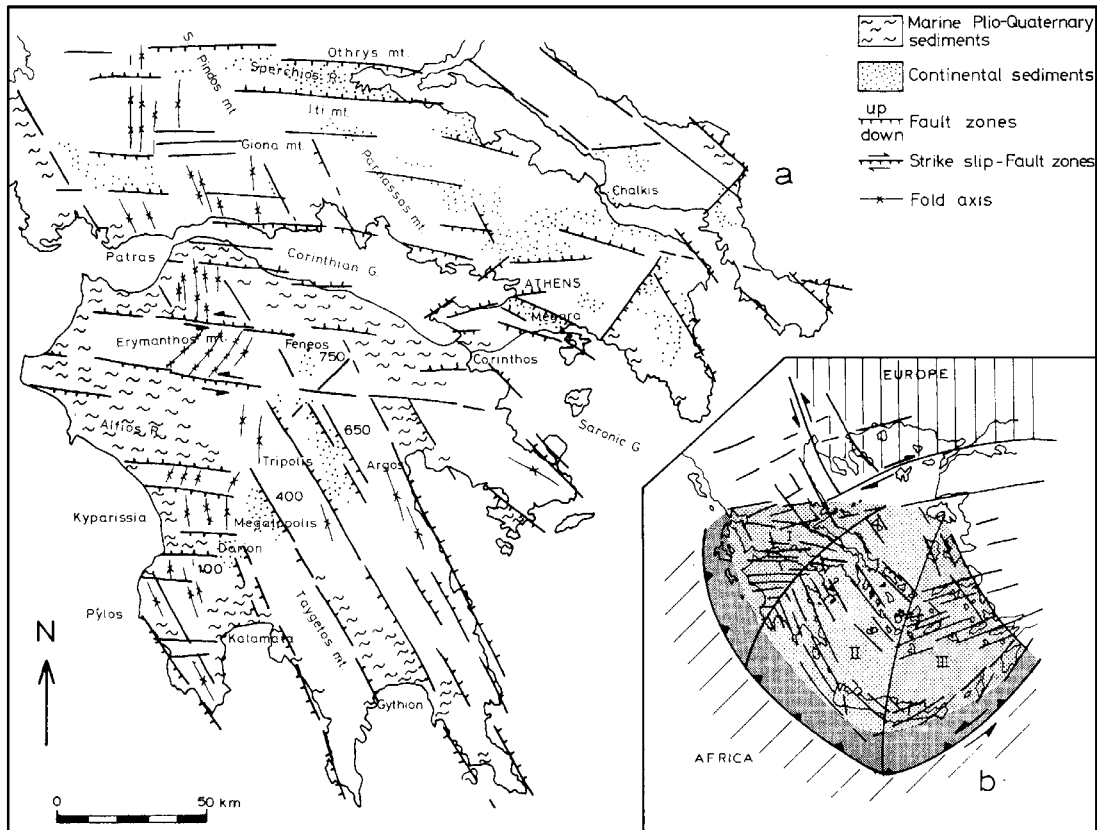 a
Marine Plio-Quaternary
sediments
Continental sediments
up
down
Fault zones
Strike slip-Fault zones
Fold axis
S. Pindos mt.
Othrys mt.
Sperchios R.
Iti mt.
Giona mt.
Parnassos mt.
Chalkis
Patras
Corinthian G.
ATHENS
Megara
Erymanthos mt.
Feneos
750
Corinthos
Saronic G.
Alfios R.
650
Tripolis
Argos
400
Kyparissia
Megalopolis
Dorion
100
Pylos
Taygetos mt.
Kalamata
Gythion
N
0 50 km
EUROPE
I
II
III
AFRICA
b